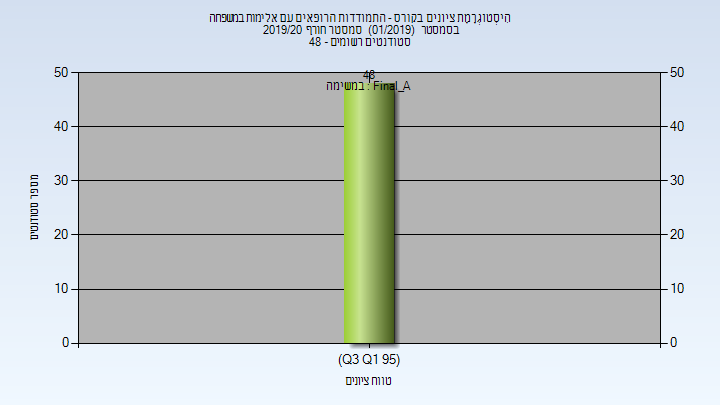 הִיסְטוֹגְרָמַת ציונים בקורס - התמודדות הרופאים עם אלימות במשפחה
בסמסטר (01/2019) סמסטר חורף 2019/20
סטודנטים רשומים - 48
48
במשימה : Final_A
50 50
40 40
30 30
20 20
10 10
0 0
מספר סטודנטים
(Q3 Q1 95)
טווח ציונים